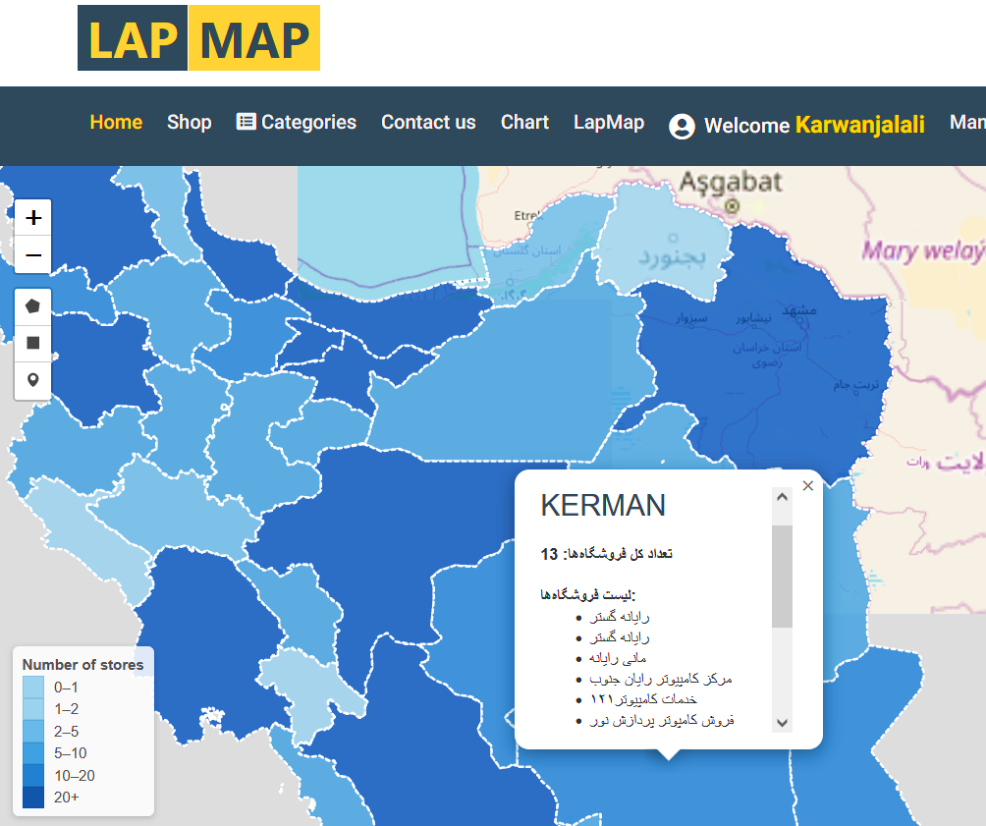 LAP MAP
Home Shop Categories Contact us Chart LapMap Welcome Karwanjalali Man
Aşgabat
Etrek
Mary welaý
استان گلستان
بجنورد
سبزوار نیشابور مشهد
استان خراسان
رضوی
تربت جام
KERMAN
تعداد کل فروشگاه‌ها: 13
لیست فروشگاه‌ها:
رایانه گستر
رایانه گستر
مانی رایانه
مرکز کامپیوتر رایان جنوب
خدمات کامپیوتر۱۲۱
فروش کامپوتر پردازش نور
Number of stores
0–1
1–2
2–5
5–10
10–20
20+